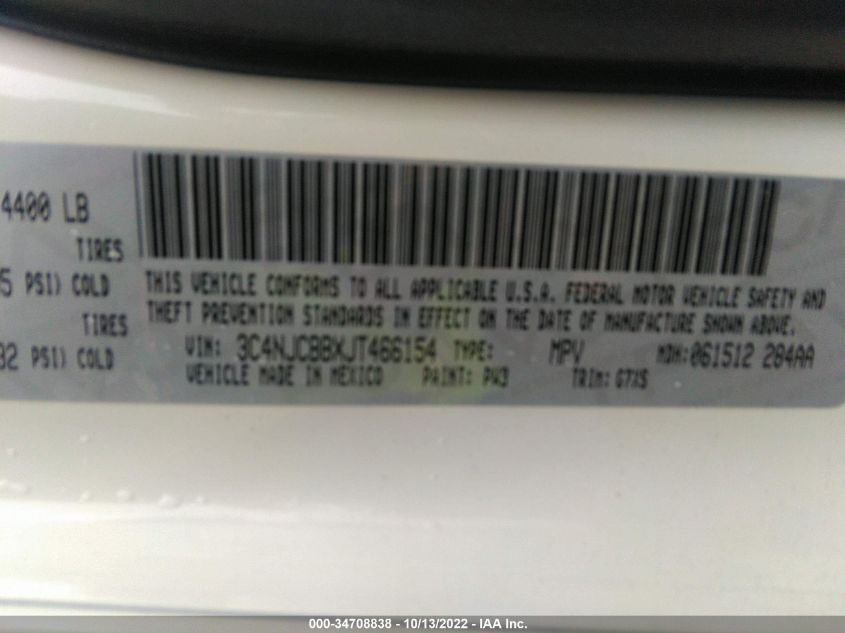 4400 LB
TIRES
5 PSI) COLD THIS VEHICLE CONFORMS TO ALL APPLICABLE U.S.A. FEDERAL MOTOR VEHICLE SAFETY AND
TIRES THEFT PREVENTION STANDARDS IN EFFECT ON THE DATE OF MANUFACTURE SHOWN ABOVE.
32 PSI) COLD VIN: 3C4NJCBBXJT466154 TYPE: MPV MDH: 061512 284AA
VEHICLE MADE IN MEXICO PAINT: PW3 TRIM: G7XS
000-34708838 - 10/13/2022 - IAA Inc.